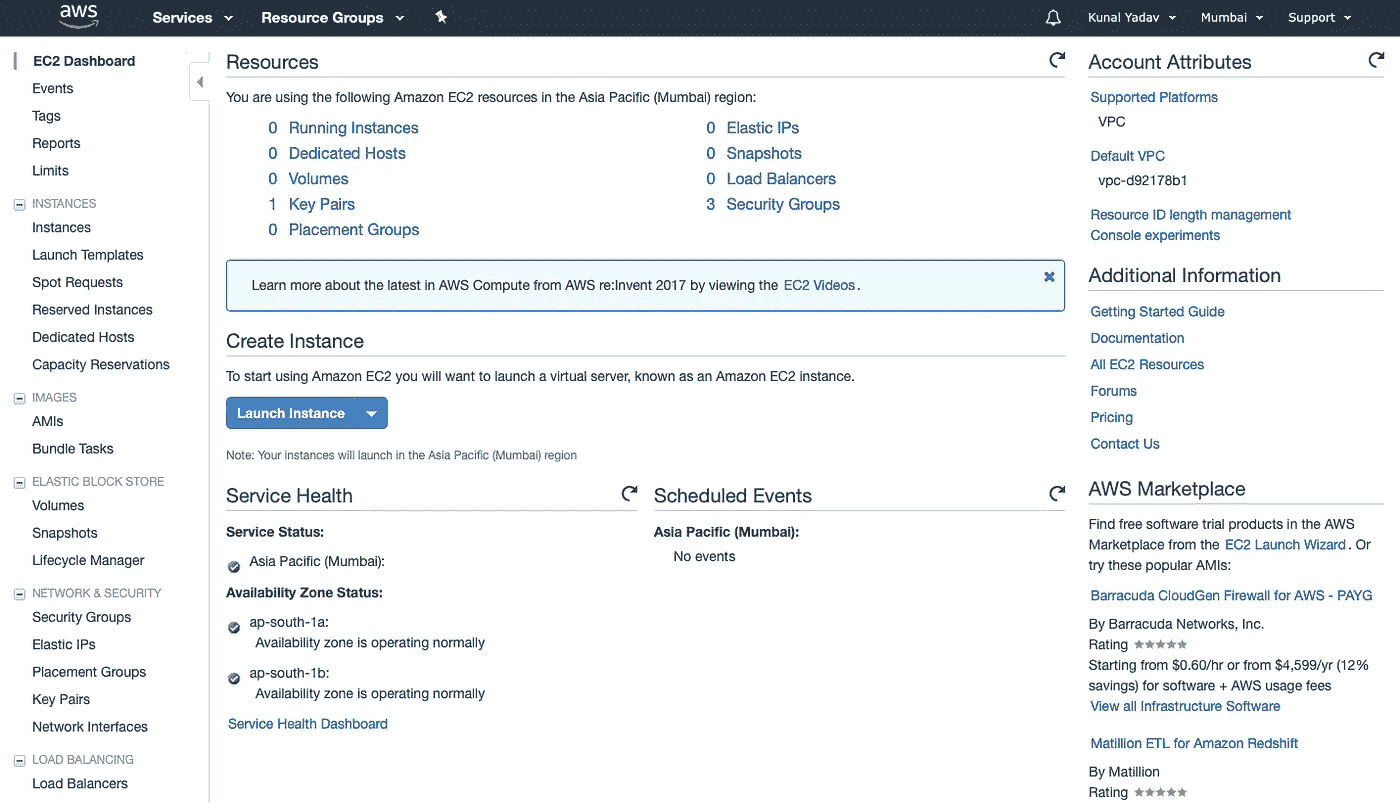 aws
Services
Resource Groups
Kunal Yadav
Mumbai
Support
EC2 Dashboard
Events
Tags
Reports
Limits
INSTANCES
Instances
Launch Templates
Spot Requests
Reserved Instances
Dedicated Hosts
Capacity Reservations
IMAGES
AMIs
Bundle Tasks
ELASTIC BLOCK STORE
Volumes
Snapshots
Lifecycle Manager
NETWORK & SECURITY
Security Groups
Elastic IPs
Placement Groups
Key Pairs
Network Interfaces
LOAD BALANCING
Load Balancers
Resources
You are using the following Amazon EC2 resources in the Asia Pacific (Mumbai) region:
0 Running Instances
0 Dedicated Hosts
0 Volumes
1 Key Pairs
0 Placement Groups
0 Elastic IPs
0 Snapshots
0 Load Balancers
3 Security Groups
Learn more about the latest in AWS Compute from AWS re:Invent 2017 by viewing the EC2 Videos.
Create Instance
To start using Amazon EC2 you will want to launch a virtual server, known as an Amazon EC2 instance.
Launch Instance
Note: Your instances will launch in the Asia Pacific (Mumbai) region
Service Health
Service Status:
Asia Pacific (Mumbai):
Availability Zone Status:
ap-south-1a:
Availability zone is operating normally
ap-south-1b:
Availability zone is operating normally
Service Health Dashboard
Scheduled Events
Asia Pacific (Mumbai):
No events
Account Attributes
Supported Platforms
VPC
Default VPC
vpc-d92178b1
Resource ID length management
Console experiments
Additional Information
Getting Started Guide
Documentation
All EC2 Resources
Forums
Pricing
Contact Us
AWS Marketplace
Find free software trial products in the AWS
Marketplace from the EC2 Launch Wizard. Or
try these popular AMIs:
Barracuda CloudGen Firewall for AWS - PAYG
By Barracuda Networks, Inc.
Rating
Starting from $0.60/hr or from $4,599/yr (12%
savings) for software + AWS usage fees
View all Infrastructure Software
Matillion ETL for Amazon Redshift
By Matillion
Rating